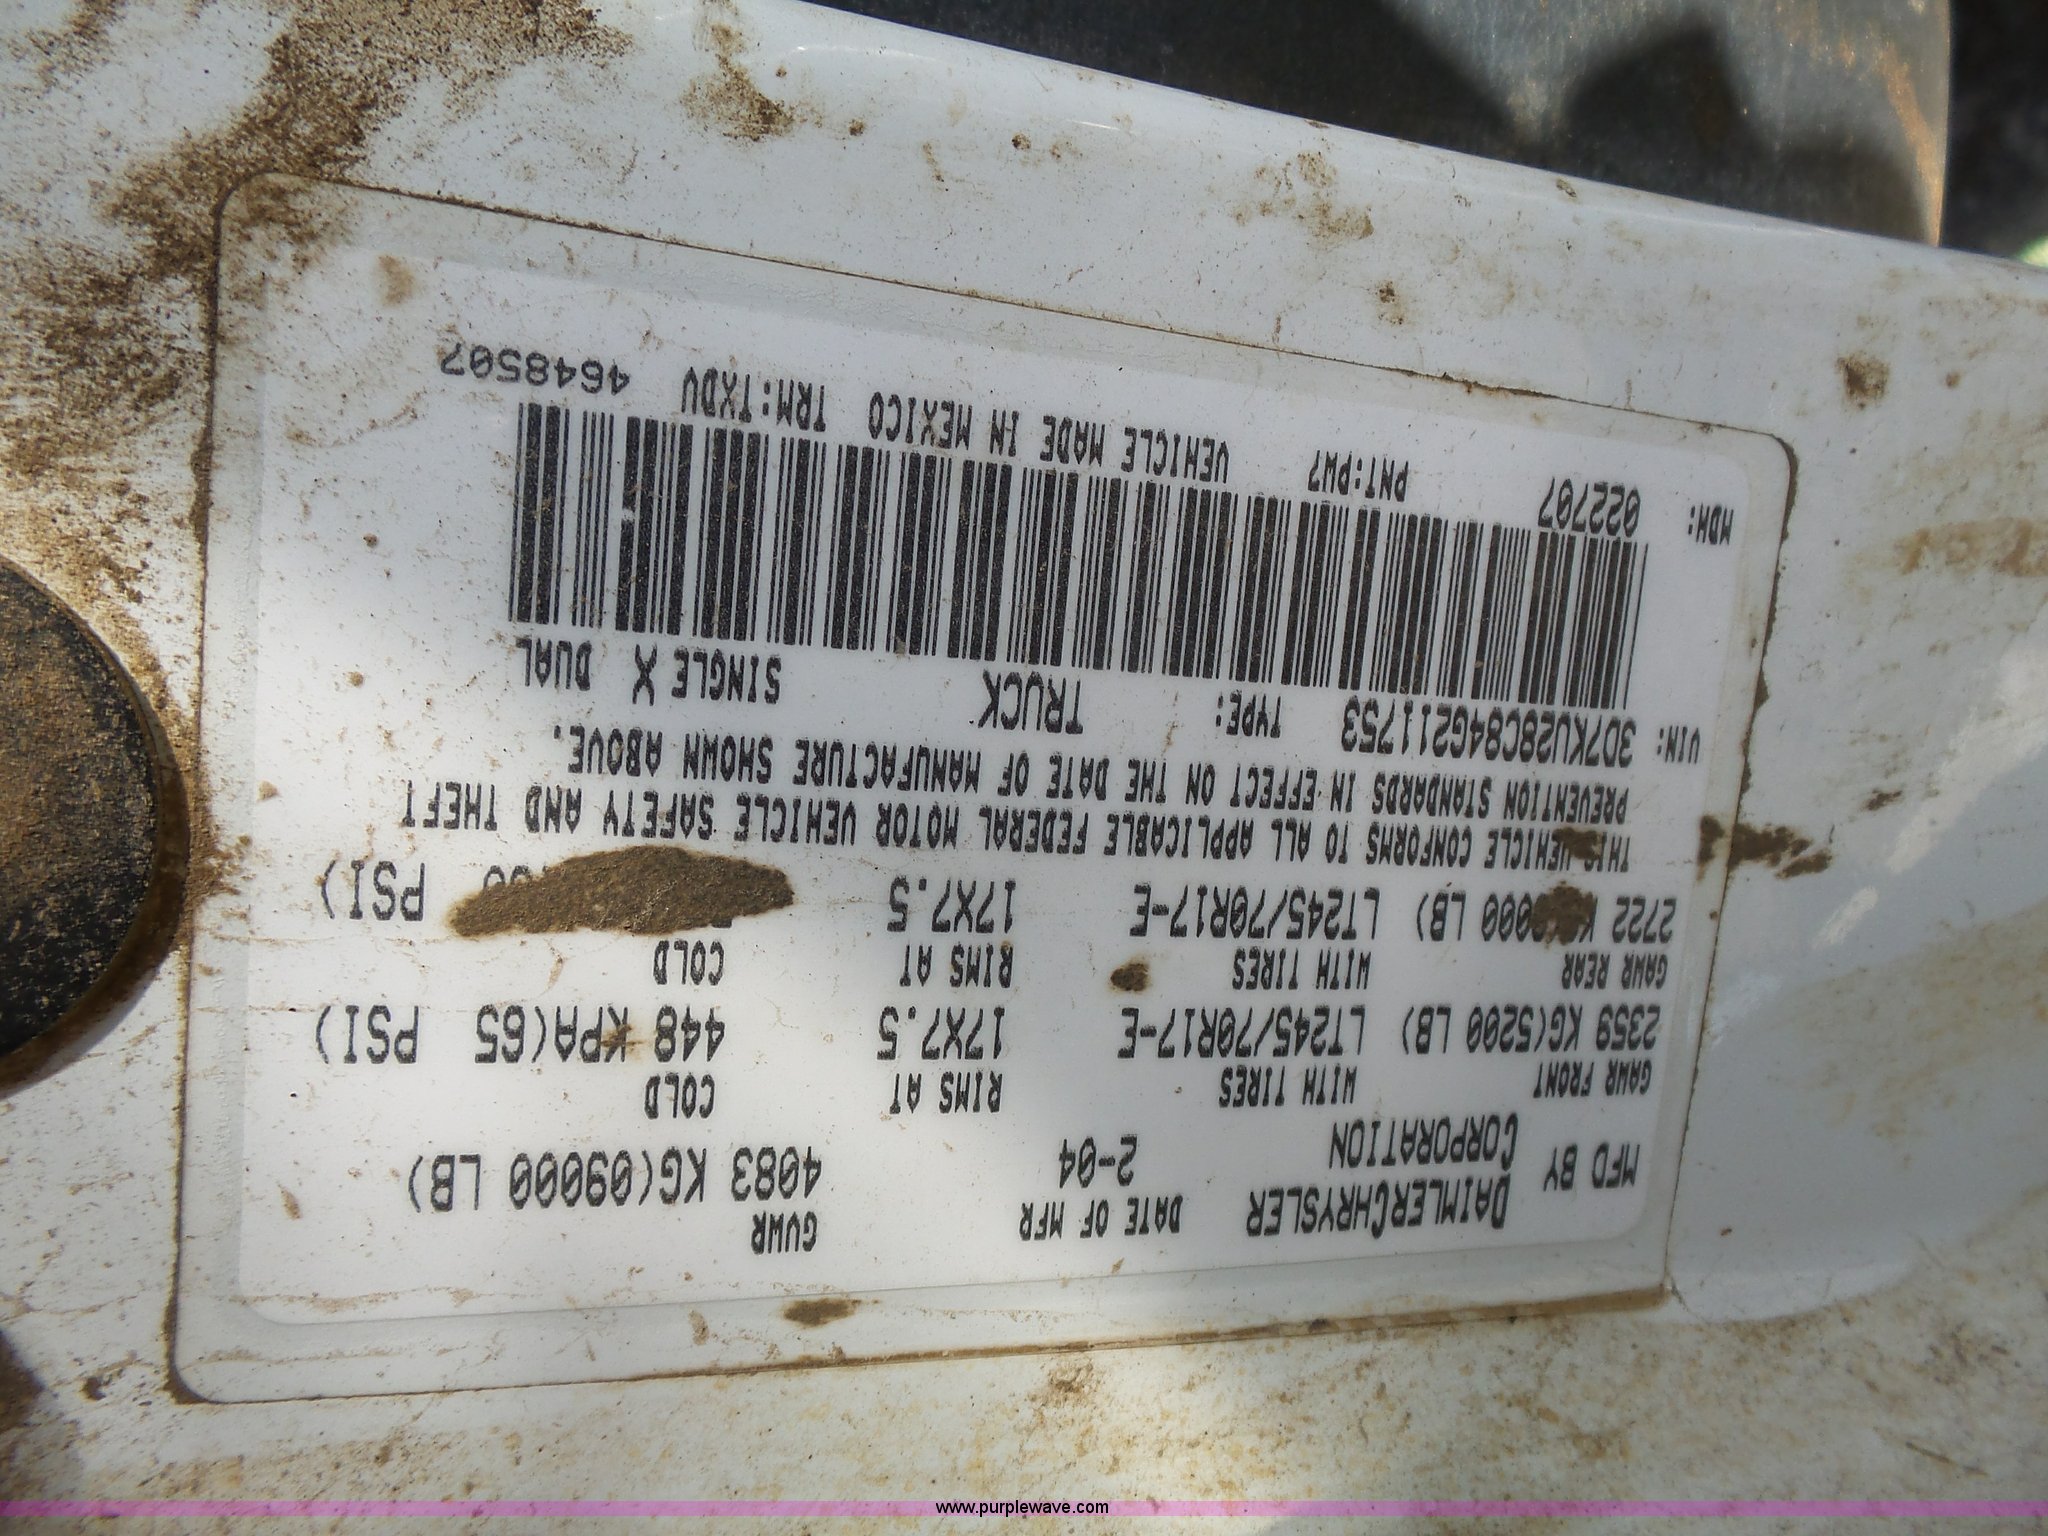 MFD BY DAIMLERCHRYSLER CORPORATION DATE OF MFR 2-04 GVWR 4083 KG(09000 LB)
GAWR FRONT WITH TIRES RIMS AT COLD
2359 KG(5200 LB) LT245/70R17-E 17X7.5 448 KPA(65 PSI)
GAWR REAR WITH TIRES RIMS AT COLD
2722 LB) LT245/70R17-E 17X7.5 PSI)
THIS VEHICLE CONFORMS TO ALL APPLICABLE FEDERAL MOTOR VEHICLE SAFETY AND THEFT
PREVENTION STANDARDS IN EFFECT ON THE DATE OF MANUFACTURE SHOWN ABOVE.
VIN: 3D7KU28C84G211753 TYPE: TRUCK SINGLE X DUAL
MDH: 022707 PNT:PW7 VEHICLE MADE IN MEXICO TRM:TXDV 4648507
www.purplewave.com